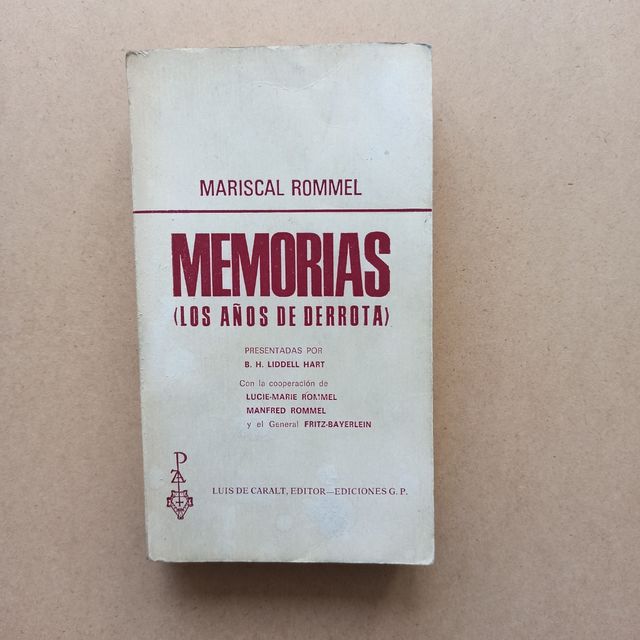 MARISCAL ROMMEL
MEMORIAS
(LOS AÑOS DE DERROTA)
PRESENTADAS POR
B. H. LIDDELL HART
Con la cooperación de
LUCIE-MARIE ROMMEL
MANFRED ROMMEL
y el General FRITZ-BAYERLEIN
LUIS DE CARALT, EDITOR—EDICIONES G. P.